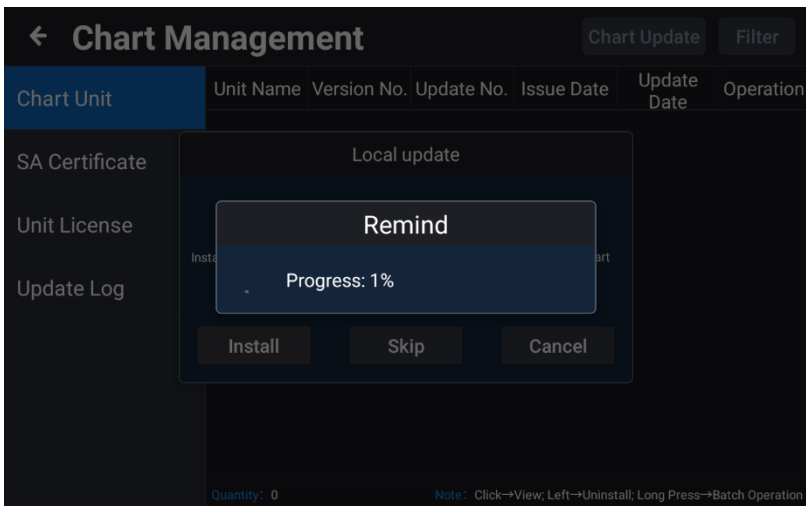 ← Chart Management
Chart Update
Filter
Chart Unit
SA Certificate
Unit License
Update Log
Unit Name Version No. Update No. Issue Date Update Date Operation
Local update
Remind
Progress: 1%
Install Skip Cancel
Quantity: 0
Note: Click→View; Left→Uninstall; Long Press→Batch Operation